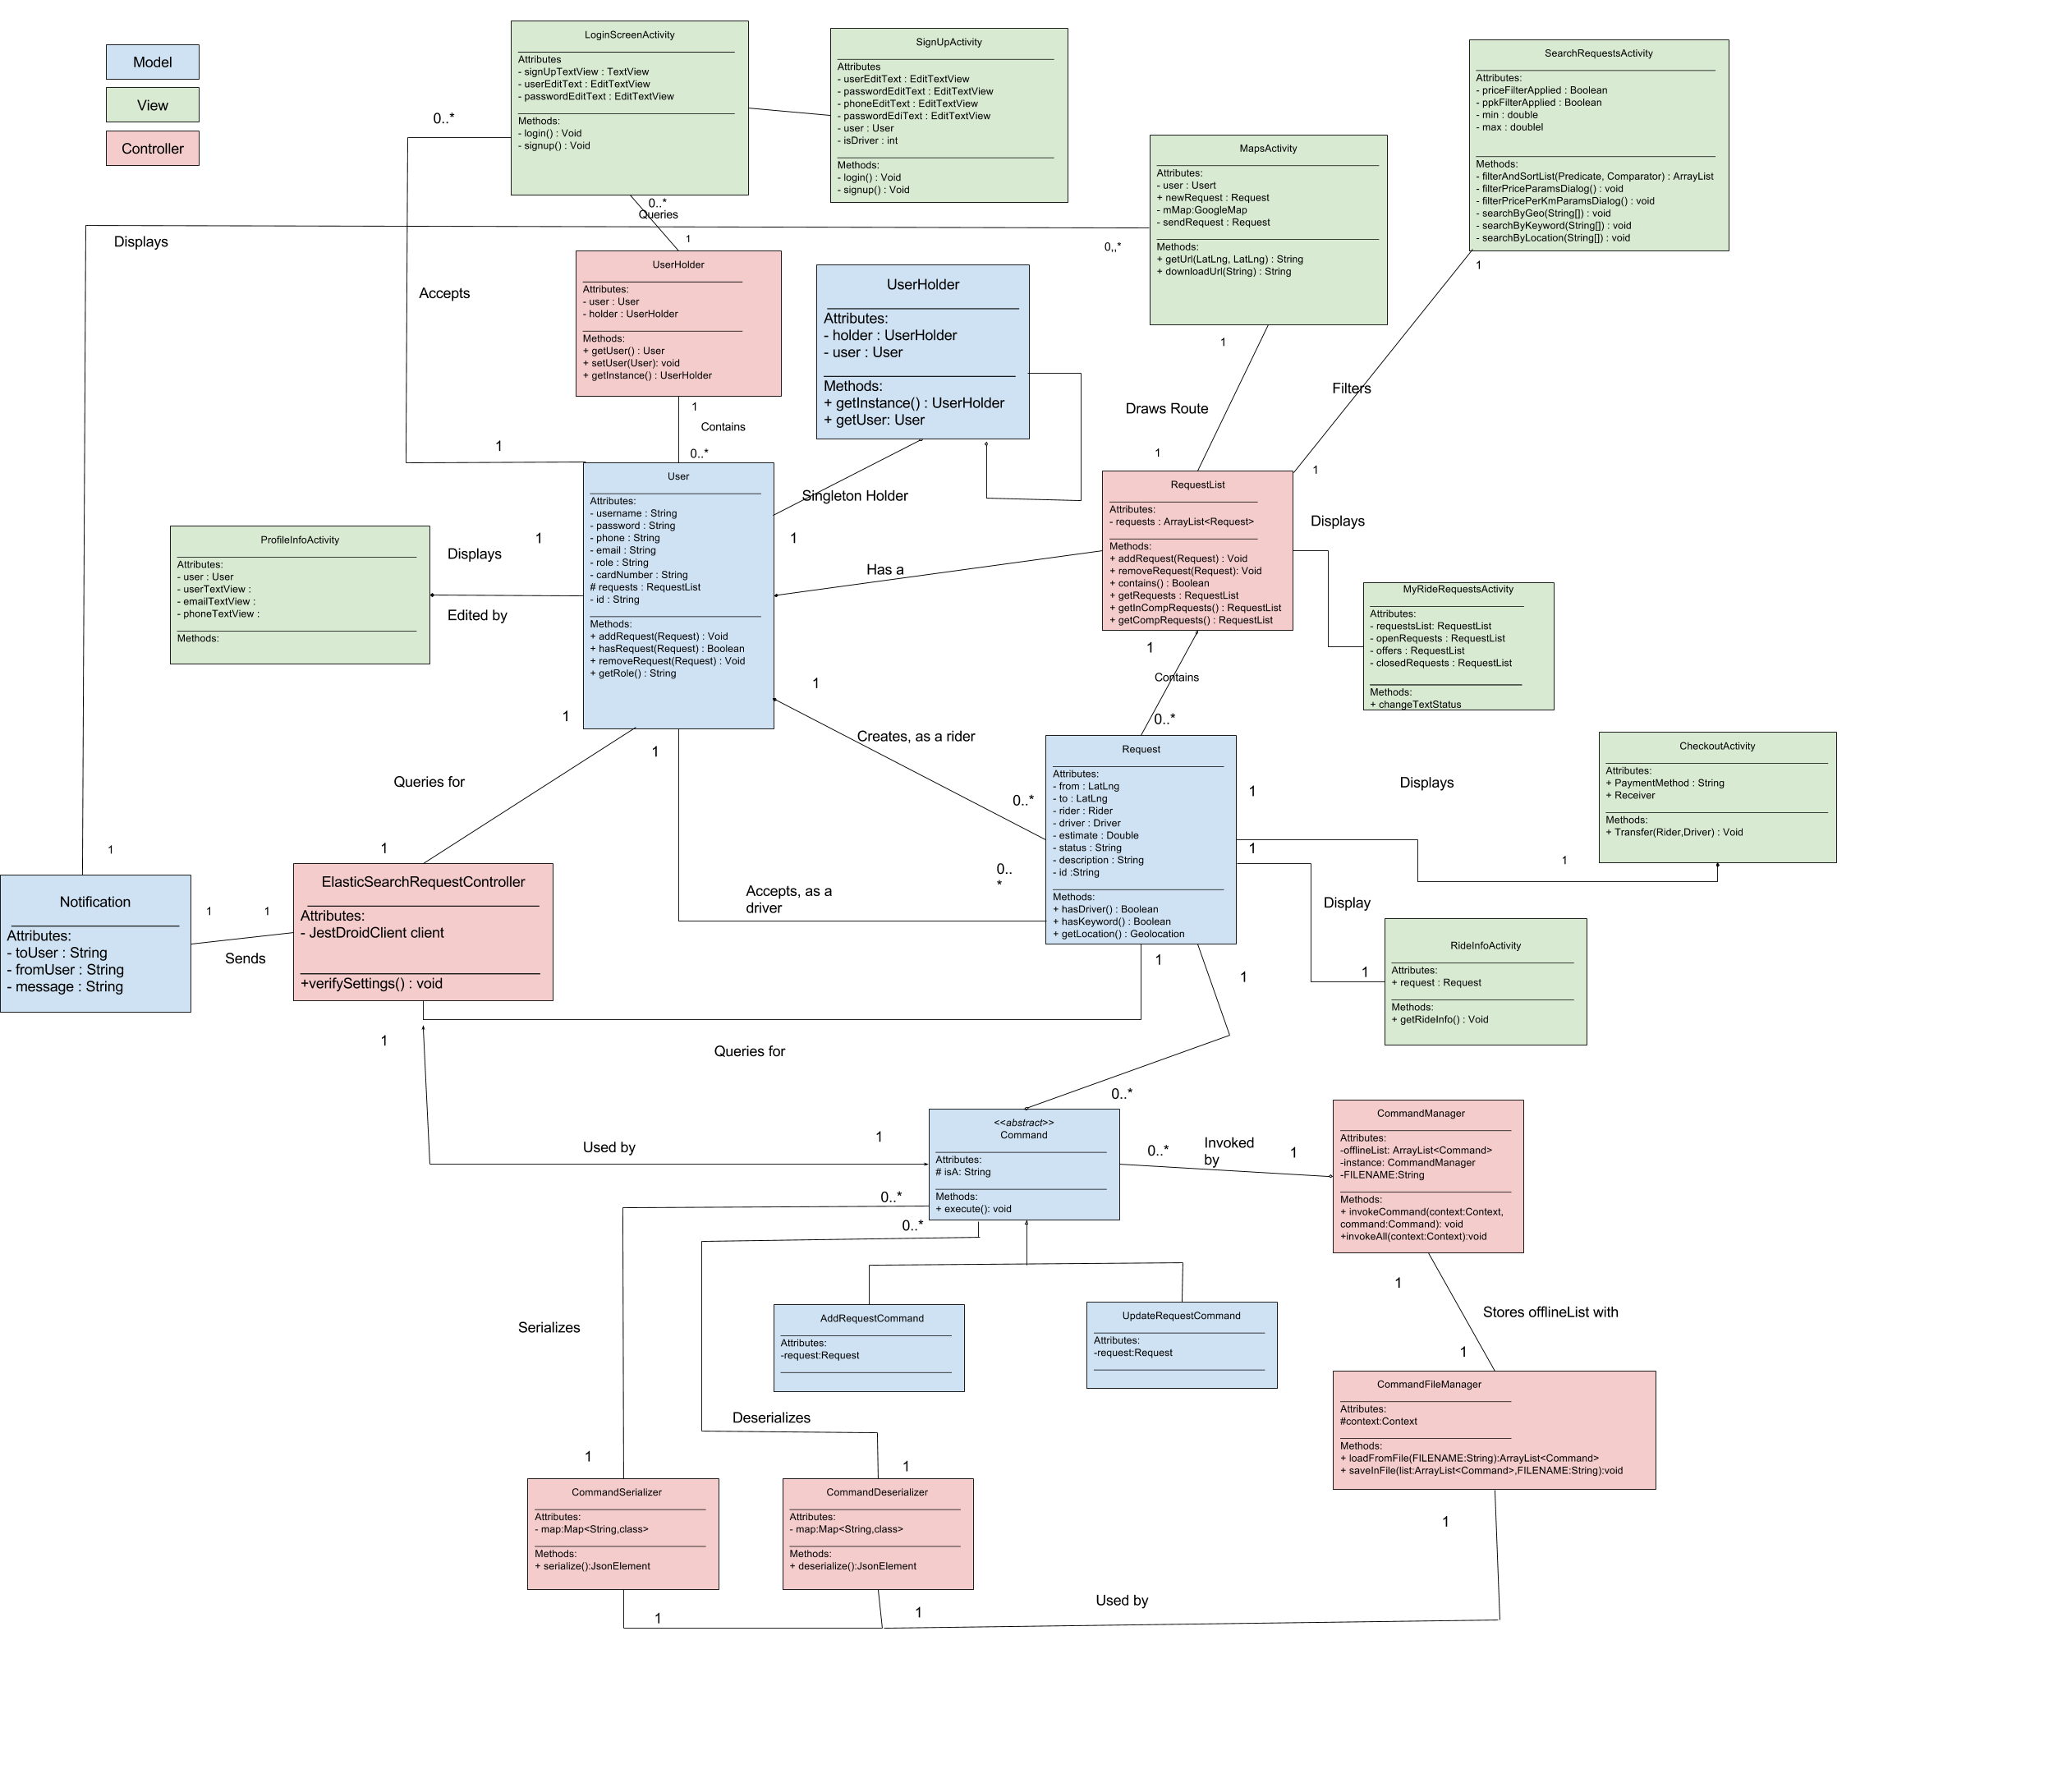 Model
View
Controller
LoginScreenActivity
Attributes
- signUpTextView : TextView
- userEditText : EditTextView
- passwordEditText : EditTextView
Methods:
- login() : Void
- signup() : Void
SignUpActivity
Attributes
- userEditText : EditTextView
- passwordEditText : EditTextView
- phoneEditText : EditTextView
- passwordEdiText : EditTextView
- user : User
- isDriver : int
Methods:
- login() : Void
- signup() : Void
SearchRequestsActivity
Attributes:
- priceFilterApplied : Boolean
- ppkFilterApplied : Boolean
- min : double
- max : doublel
Methods:
- filterAndSortList(Predicate, Comparator) : ArrayList
- filterPriceParamsDialog() : void
- filterPricePerKmParamsDialog() : void
- searchByGeo(String[]) : void
- searchByKeyword(String[]) : void
- searchByLocation(String[]) : void
MapsActivity
Attributes:
- user : Usert
+ newRequest : Request
- mMap:GoogleMap
- sendRequest : Request
Methods:
+ getUrl(LatLng, LatLng) : String
+ downloadUrl(String) : String
0..*
0..*
Queries
1
Displays
0,,*
1
1
Accepts
UserHolder
Attributes:
- user : User
- holder : UserHolder
Methods:
+ getUser() : User
+ setUser(User): void
+ getInstance() : UserHolder
UserHolder
Attributes:
- holder : UserHolder
- user : User
Methods:
+ getInstance() : UserHolder
+ getUser: User
1
Contains
0..*
1
Draws Route
Filters
1
1
Singleton Holder
User
Attributes:
- username : String
- password : String
- phone : String
- email : String
- role : String
- cardNumber : String
# requests : RequestList
- id : String
Methods:
+ addRequest(Request) : Void
+ hasRequest(Request) : Boolean
+ removeRequest(Request) : Void
+ getRole() : String
RequestList
Attributes:
- requests : ArrayList<Request>
Methods:
+ addRequest(Request) : Void
+ removeRequest(Request): Void
+ contains() : Boolean
+ getRequests : RequestList
+ getInCompRequests() : RequestList
+ getCompRequests() : RequestList
Displays
ProfileInfoActivity
Attributes:
- user : User
- userTextView :
- emailTextView :
- phoneTextView :
Methods:
Displays
1
1
Edited by
Has a
MyRideRequestsActivity
Attributes:
- requestsList: RequestList
- openRequests : RequestList
- offers : RequestList
- closedRequests : RequestList
Methods:
+ changeTextStatus
1
Contains
0..*
1
1
1
Creates, as a rider
0..*
Queries for
Request
Attributes:
- from : LatLng
- to : LatLng
- rider : Rider
- driver : Driver
- estimate : Double
- status : String
- description : String
- id :String
Methods:
+ hasDriver() : Boolean
+ hasKeyword() : Boolean
+ getLocation() : Geolocation
1
Displays
CheckoutActivity
Attributes:
+ PaymentMethod : String
+ Receiver
Methods:
+ Transfer(Rider,Driver) : Void
1
1
1
1
0..
*
Accepts, as a
driver
Display
Notification
Attributes:
- toUser : String
- fromUser : String
- message : String
1
1
Sends
ElasticSearchRequestController
Attributes:
- JestDroidClient client
+verifySettings() : void
RideInfoActivity
Attributes:
+ request : Request
Methods:
+ getRideInfo() : Void
1
1
1
1
Queries for
0..*
<<abstract>>
Command
Attributes:
# isA: String
Methods:
+ execute(): void
1
Used by
0..*
Invoked
by
1
CommandManager
Attributes:
-offlineList: ArrayList<Command>
-instance: CommandManager
-FILENAME:String
Methods:
+ invokeCommand(context:Context,
command:Command): void
+invokeAll(context:Context):void
0..*
0..*
1
Stores offlineList with
1
Serializes
AddRequestCommand
Attributes:
-request:Request
UpdateRequestCommand
Attributes:
-request:Request
CommandFileManager
Attributes:
#context:Context
Methods:
+ loadFromFile(FILENAME:String):ArrayList<Command>
+ saveInFile(list:ArrayList<Command>,FILENAME:String):void
Deserializes
1
1
CommandSerializer
Attributes:
- map:Map<String,class>
Methods:
+ serialize():JsonElement
CommandDeserializer
Attributes:
- map:Map<String,class>
Methods:
+ deserialize():JsonElement
1
1
1
Used by